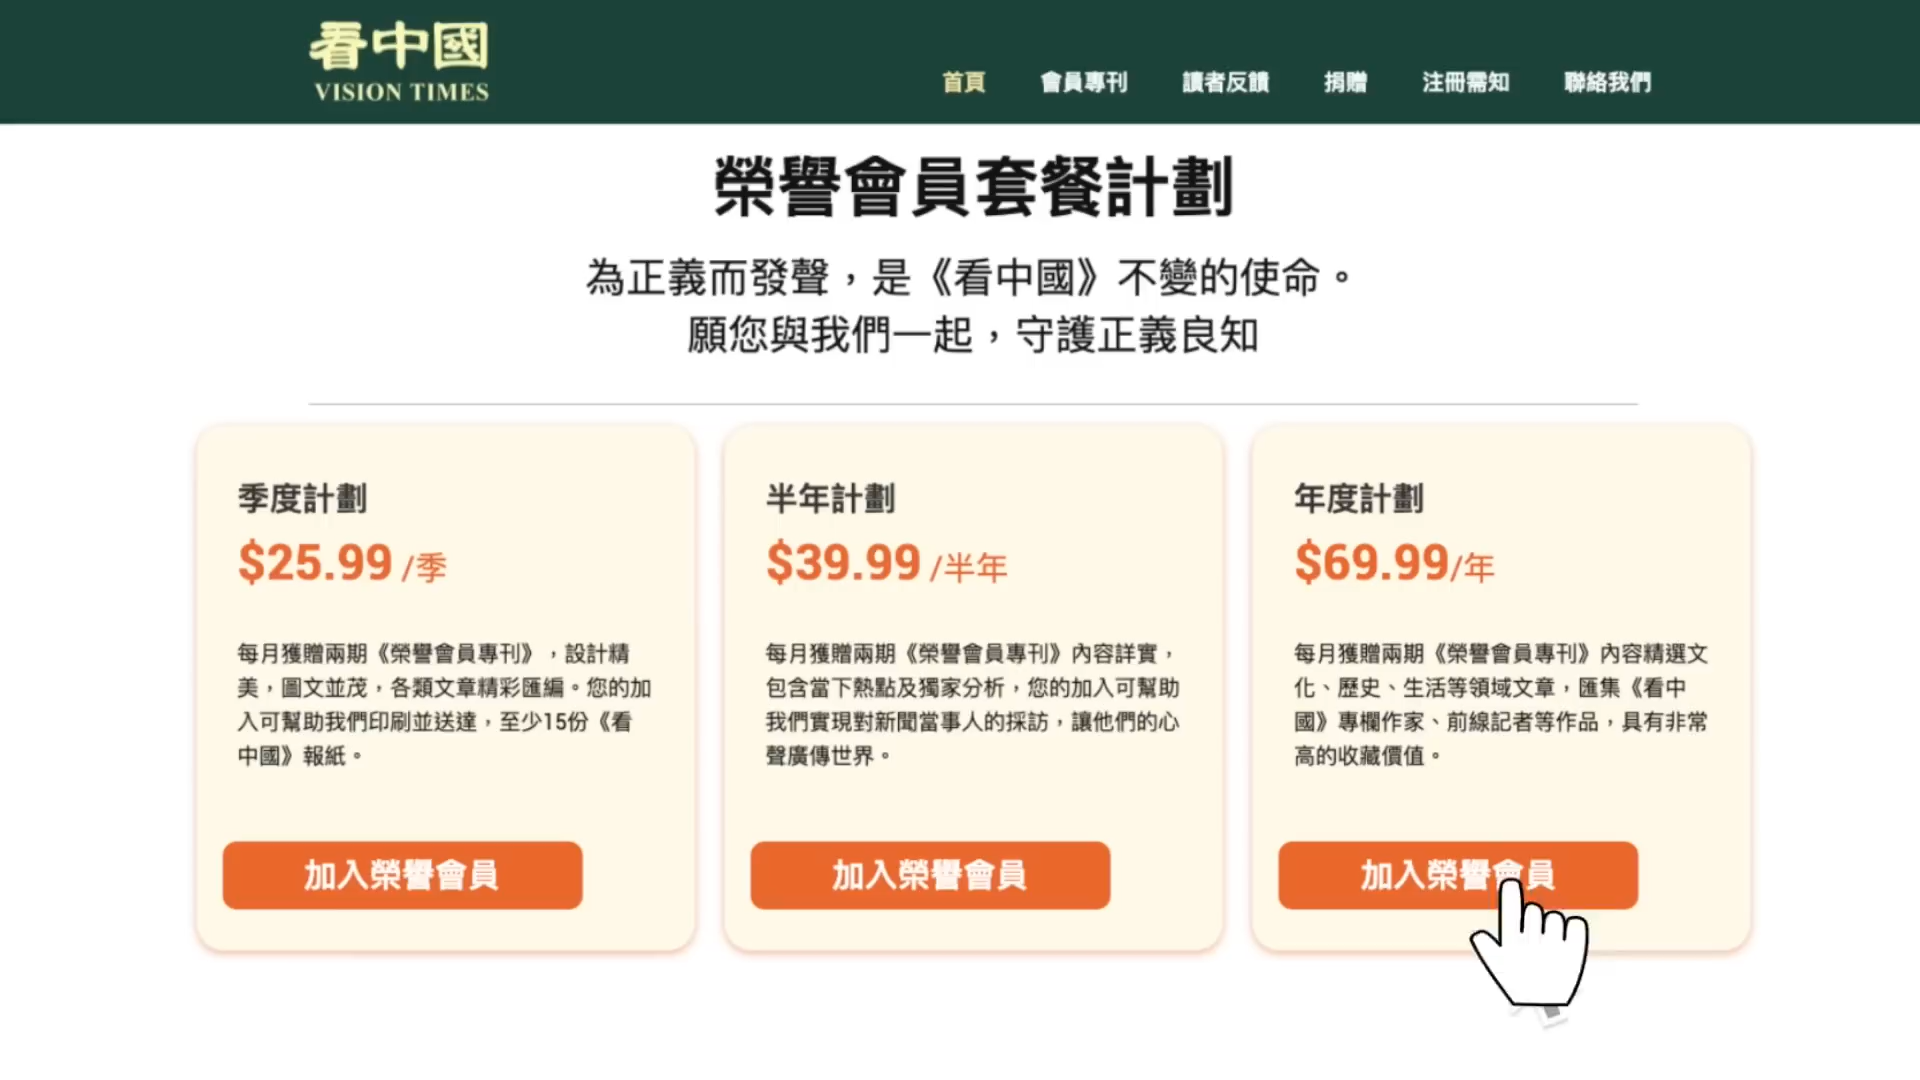 看中國
VISION TIMES
首頁 會員專刊 讀者反饋 捐贈 注冊需知 聯絡我們
榮譽會員套餐計劃
為正義而發聲，是《看中國》不變的使命。
願您與我們一起，守護正義良知
季度計劃
$25.99 /季
每月獲贈兩期《榮譽會員專刊》，設計精
美，圖文並茂，各類文章精彩匯編。您的加
入可幫助我們印刷並送達，至少15份《看
中國》報紙。
加入榮譽會員
半年計劃
$39.99 /半年
每月獲贈兩期《榮譽會員專刊》內容詳實，
包含當下熱點及獨家分析，您的加入可幫助
我們實現對新聞當事人的採訪，讓他們的心
聲廣傳世界。
加入榮譽會員
年度計劃
$69.99/年
每月獲贈兩期《榮譽會員專刊》內容精選文
化、歷史、生活等領域文章，匯集《看中
國》專欄作家、前線記者等作品，具有非常
高的收藏價值。
加入榮譽會員